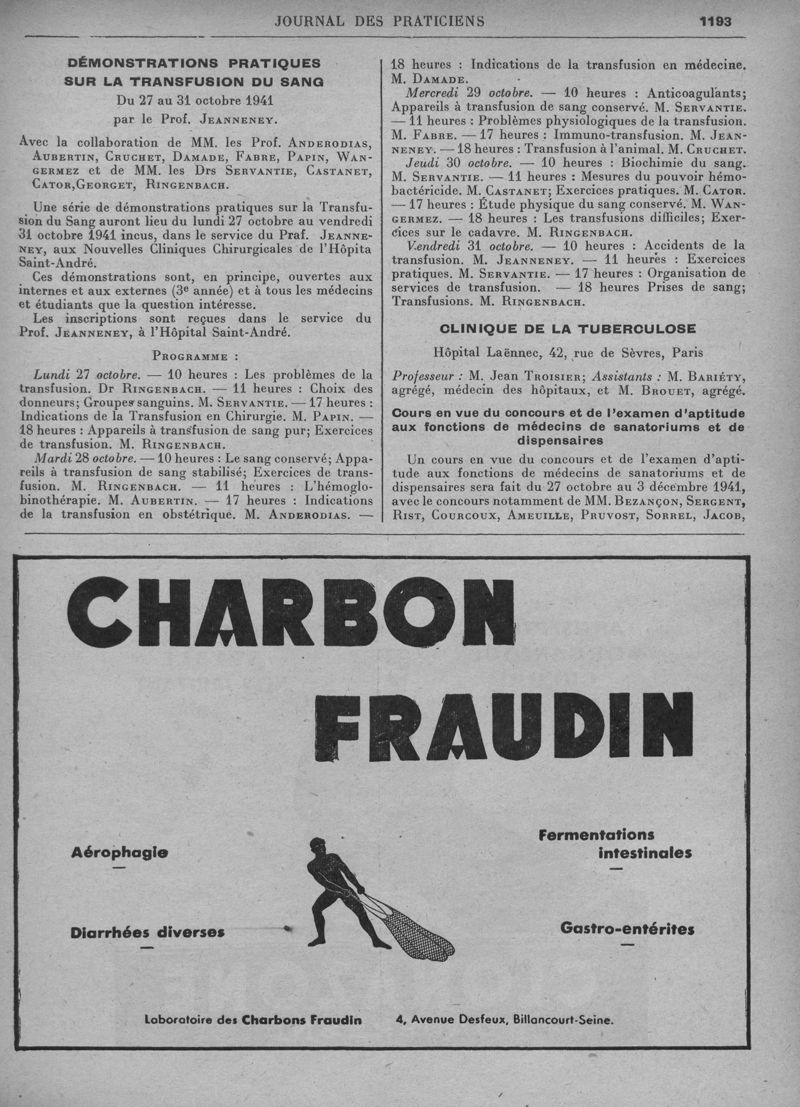 JOURNAL DES PRATICIENS 1193
DÉMONSTRATIONS PRATIQUES
SUR LA TRANSFUSION DU SANG
Du 27 au 31 octobre 1941
par le Prof. JEANNENEY.
Avec la collaboration de MM. les Prof. ANDERODIAS,
AUBERTIN, CRUCHET, DAMADE, FABRE, PAPIN, WAN-
GERMEZ et de MM. les Drs SERVANTIE, CASTANET,
CATOR,GEORGET, RINGENBACH.
Une série de démonstrations pratiques sur la Transfu-
sion du Sang auront lieu du lundi 27 octobre au vendredi
31 octobre 1941 incus, dans le service du Praf. JEANNE-
NEY, aux Nouvelles Cliniques Chirurgicales de l'Hôpita
Saint-André.
Ces démonstrations sont, en principe, ouvertes aux
internes et aux externes (3e année) et à tous les médecins
et étudiants que la question intéresse.
Les inscriptions sont reçues dans le service du
Prof. JEANNENEY, à l'Hôpital Saint-André.
PROGRAMME :
Lundi 27 octobre. — 10 heures : Les problèmes de la
transfusion. Dr RINGENBACH. — 11 heures : Choix des
donneurs; Groupes sanguins. M. SERVANTIE. — 17 heures :
Indications de la Transfusion en Chirurgie. M. PAPIN. —
18 heures : Appareils à transfusion de sang pur; Exercices
de transfusion. M. RINGENBACH.
Mardi 28 octobre. — 10 heures : Le sang conservé; Appa-
reils à transfusion de sang stabilisé; Exercices de trans-
fusion. M. RINGENBACH. — 11 heures : L'hémoglo-
binothérapie. M. AUBERTIN. — 17 heures : Indications
de la transfusion en obstétrique. M. ANDERODIAS. —
18 heures : Indications de la transfusion en médecine.
M. DAMADE.
Mercredi 29 octobre. — 10 heures : Anticoagulants;
Appareils à transfusion de sang conservé. M. SERVANTIE.
— 11 heures : Problèmes physiologiques de la transfusion.
M. FABRE. — 17 heures : Immuno-transfusion. M. JEAN-
NENEY. — 18 heures : Transfusion à l'animal. M. CRUCHET.
Jeudi 30 octobre. — 10 heures : Biochimie du sang.
M. SERVANTIE. — 11 heures : Mesures du pouvoir hémo-
bactéricide. M. CASTANET; Exercices pratiques. M. CATOR.
— 17 heures : Étude physique du sang conservé. M. WAN-
GERMEZ. — 18 heures : Les transfusions difficiles; Exer-
cices sur le cadavre. M. RINGENBACH.
Vendredi 31 octobre. — 10 heures : Accidents de la
transfusion. M. JEANNENEY. — 11 heures : Exercices
pratiques. M. SERVANTIE. — 17 heures : Organisation de
services de transfusion. — 18 heures Prises de sang;
Transfusions. M. RINGENBACH.
CLINIQUE DE LA TUBERCULOSE
Hôpital Laënnec, 42, rue de Sèvres, Paris
Professeur : M. Jean TROISIER; Assistants : M. BARIÉTY,
agrégé, médecin des hôpitaux, et M. BROUET, agrégé.
Cours en vue du concours et de l'examen d'aptitude
aux fonctions de médecins de sanatoriums et de
dispensaires
Un cours en vue du concours et de l'examen d'apti-
tude aux fonctions de médecins de sanatoriums et de
dispensaires sera fait du 27 octobre au 3 décembre 1941,
avec le concours notamment de MM. BEZANÇON, SERGENT,
RIST, COURCOUX, AMEUILLE, PRUVOST, SORREL, JACOB,
CHARBON
FRAUDIN
Aérophagie
Fermentations
intestinales
Diarrhées diverses
Gastro-entérites
Laboratoire des Charbons Fraudin 4, Avenue Desfeux, Billancourt-Seine.